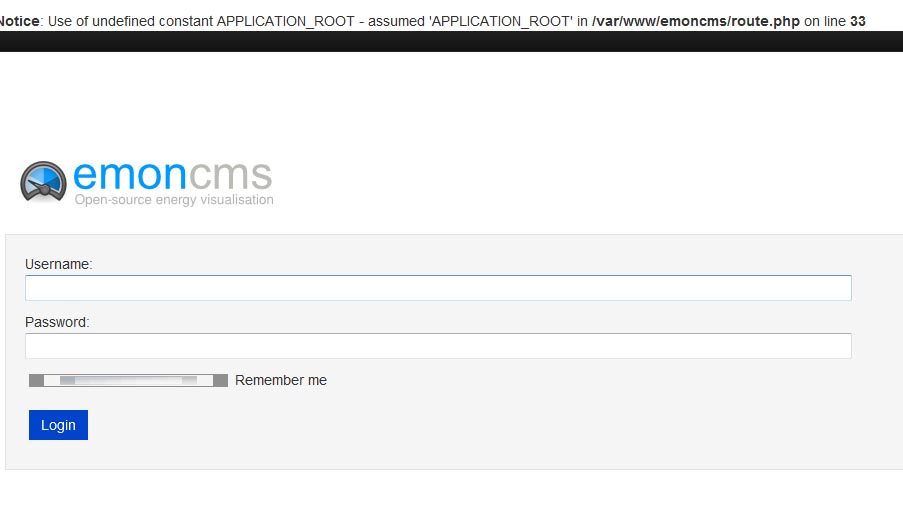 Notice: Use of undefined constant APPLICATION_ROOT - assumed 'APPLICATION_ROOT' in /var/www/emoncms/route.php on line 33
emoncms
Open-source energy visualisation
Username:
Password:
Remember me
Login